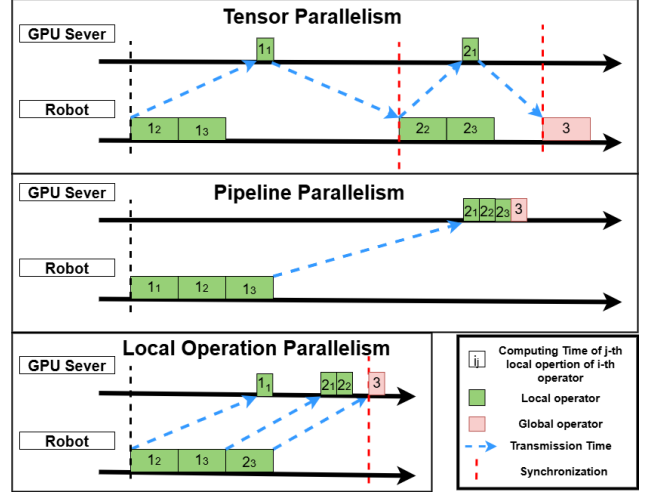 Tensor Parallelism
GPU Sever
1₁
2₁
Robot
1₂ 1₃
2₂ 2₃
3
Pipeline Parallelism
GPU Sever
2₁ 2₂ 2₃ 3
Robot
1₁ 1₂ 1₃
Local Operation Parallelism
GPU Sever
1₁
2₁ 2₂
3
Robot
1₂ 1₃ 2₃
ij
Computing Time of j-th
local opertion of i-th
operator
Local operator
Global operator
Transmission Time
Synchronization